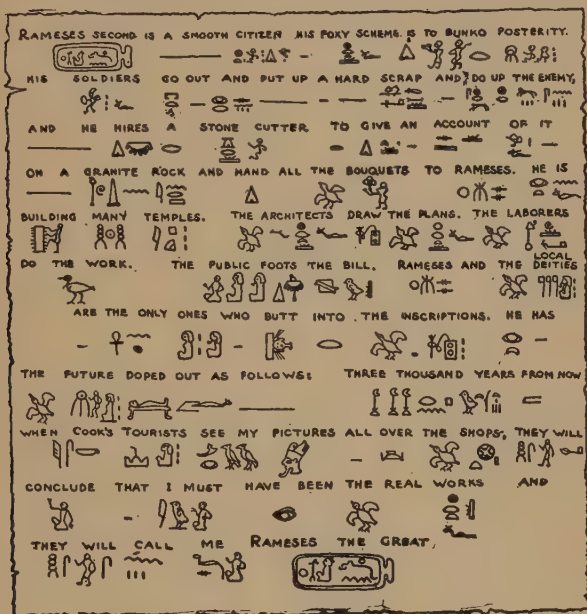 RAMESES SECOND IS A SMOOTH CITIZEN HIS FOXY SCHEME IS TO BUNKO POSTERITY.
HIS SOLDIERS GO OUT AND PUT UP A HARD SCRAP AND DO UP THE ENEMY,
AND HE HIRES A STONE CUTTER TO GIVE AN ACCOUNT OF IT
ON A GRANITE ROCK AND HAND ALL THE BOUQUETS TO RAMESES. HE IS
BUILDING MANY TEMPLES. THE ARCHITECTS DRAW THE PLANS. THE LABORERS
DO THE WORK. THE PUBLIC FOOTS THE BILL. RAMESES AND THE LOCAL DEITIES
ARE THE ONLY ONES WHO BUTT INTO THE INSCRIPTIONS. HE HAS
THE FUTURE DOPED OUT AS FOLLOWS: THREE THOUSAND YEARS FROM NOW
WHEN COOK'S TOURISTS SEE MY PICTURES ALL OVER THE SHOPS, THEY WILL
CONCLUDE THAT I MUST HAVE BEEN THE REAL WORKS AND
THEY WILL CALL ME RAMESES THE GREAT.